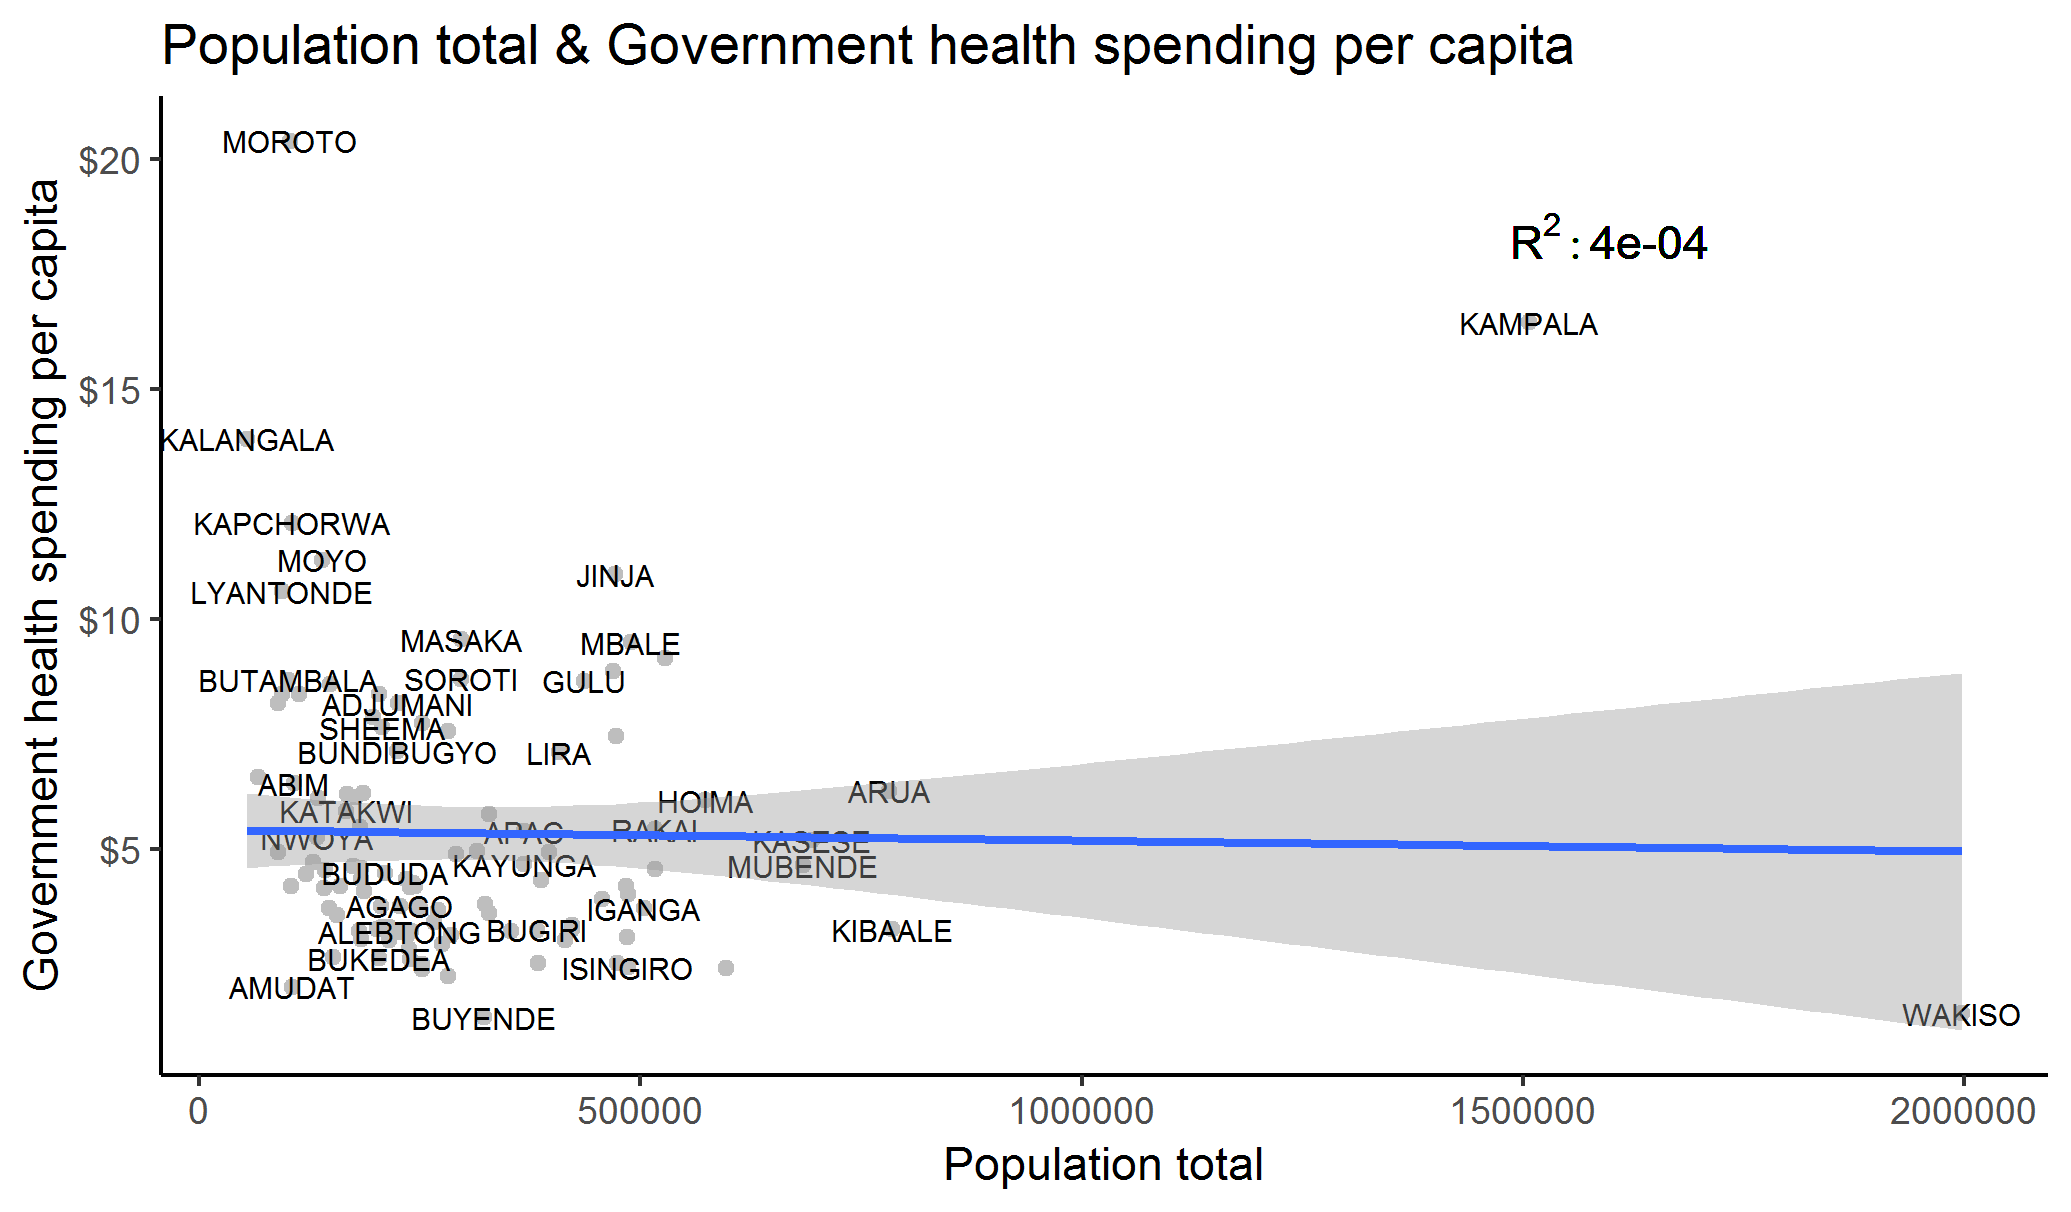 Population total & Government health spending per capita
Government health spending per capita
$20
$15
$10
$5
MOROTO
R²: 4e-04
KAMPALA
KALANGALA
KAPCHORWA
MOYO
JINJA
LYANTONDE
MASAKA
MBALE
BUTAMBALA
SOROTI
GULU
ADJUMANI
SHEEMA
BUNDIBUGYO
LIRA
ABIM
ARUA
HOIMA
KATAKWI
NWOYA
APAC
RAKAI
KASESE
BUDUDA
KAYUNGA
MUBENDE
AGAGO
IGANGA
ALEBTONG
BUGIRI
KIBAALE
BUKEDEA
ISINGIRO
AMUDAT
BUYENDE
WAKISO
0
500000
1000000
1500000
2000000
Population total